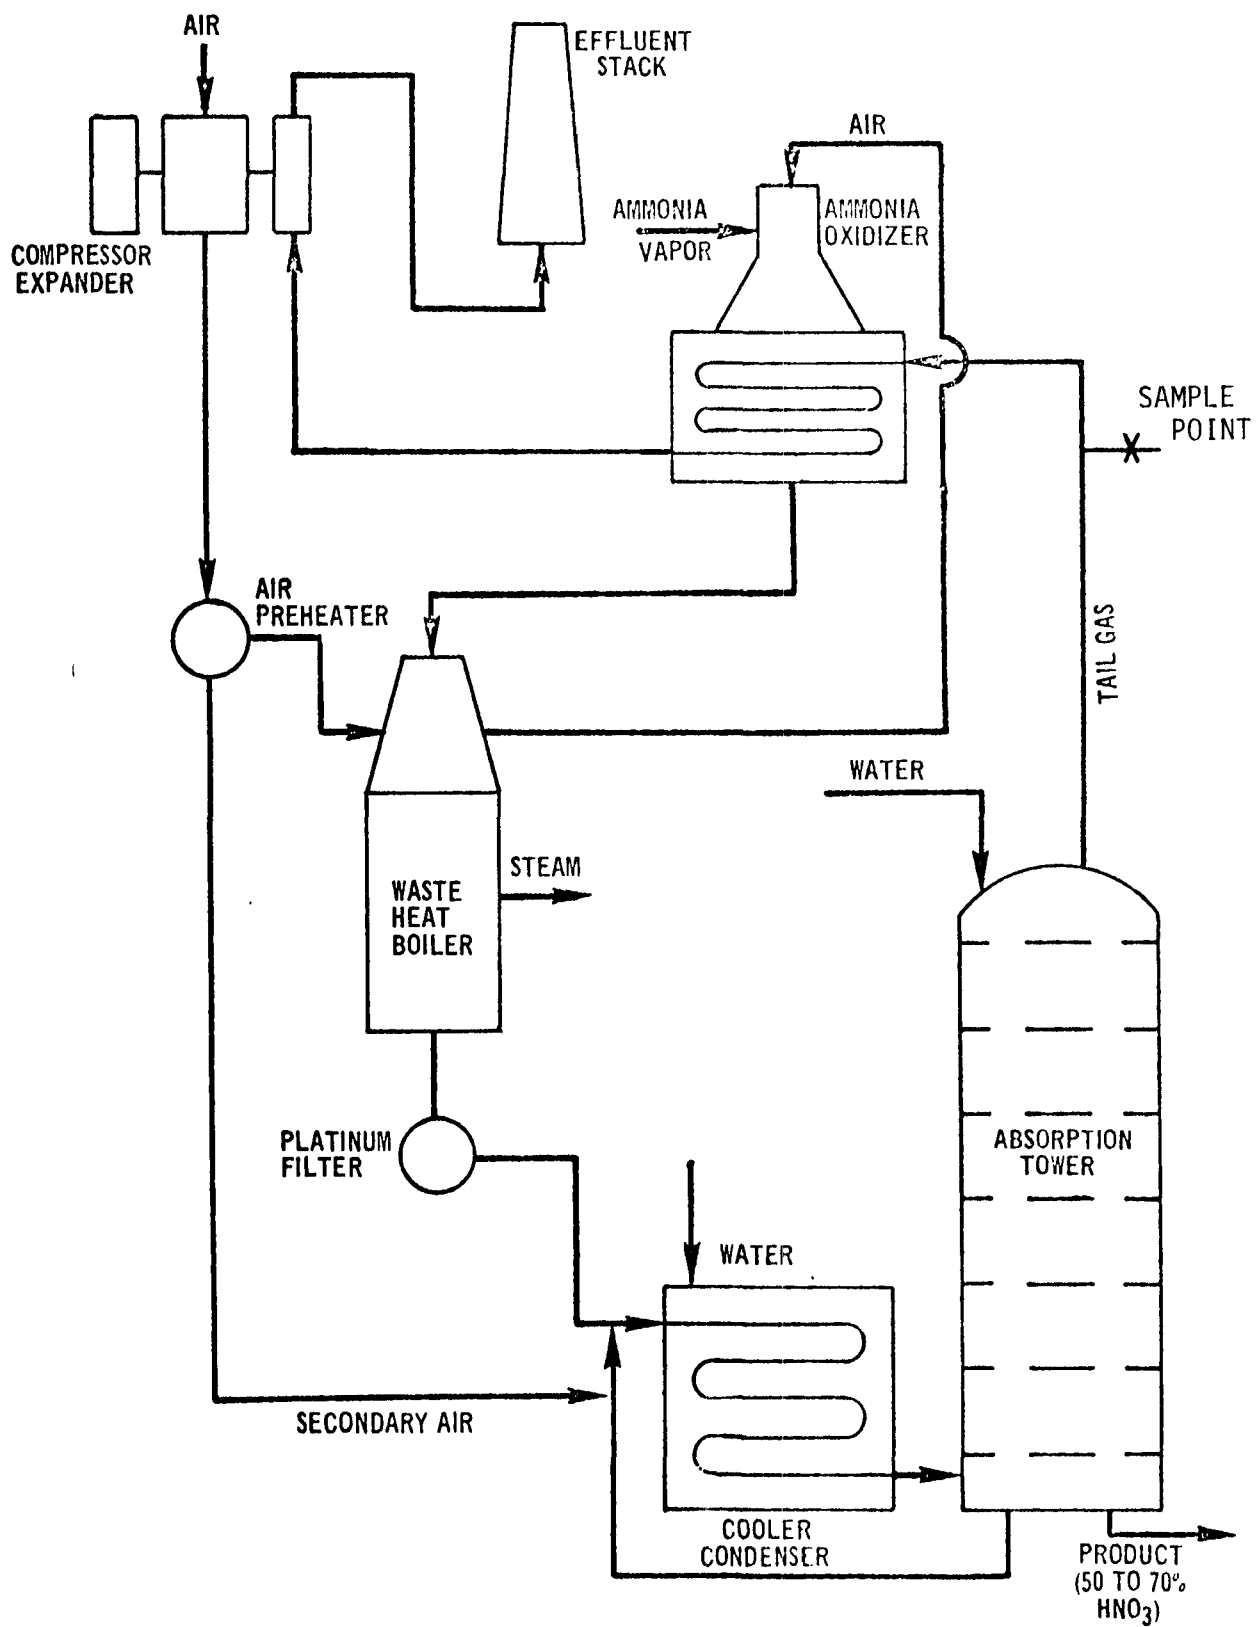 AIR
EFFLUENT
STACK
COMPRESSOR
EXPANDER
AIR
AMMONIA
VAPOR
AMMONIA
OXIDIZER
SAMPLE
POINT
AIR
PREHEATER
TAIL GAS
WATER
STEAM
WASTE
HEAT
BOILER
PLATINUM
FILTER
ABSORPTION
TOWER
WATER
SECONDARY AIR
COOLER
CONDENSER
PRODUCT
(50 TO 70%
HNO3)